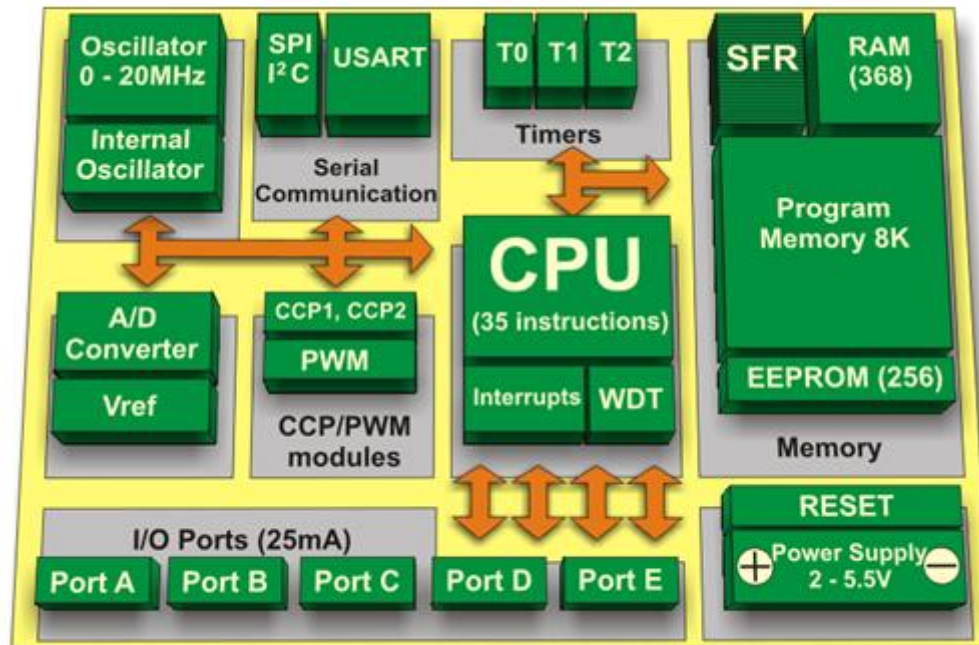 Oscillator
0 - 20MHz
Internal
Oscillator
SPI
I²C
USART
Serial
Communication
T0 T1 T2
Timers
SFR
RAM
(368)
Program
Memory 8K
EEPROM (256)
Memory
A/D
Converter
Vref
CCP1, CCP2
PWM
CCP/PWM
modules
CPU
(35 instructions)
Interrupts
WDT
I/O Ports (25mA)
Port A Port B Port C Port D Port E
RESET
+ Power Supply −
2 - 5.5V